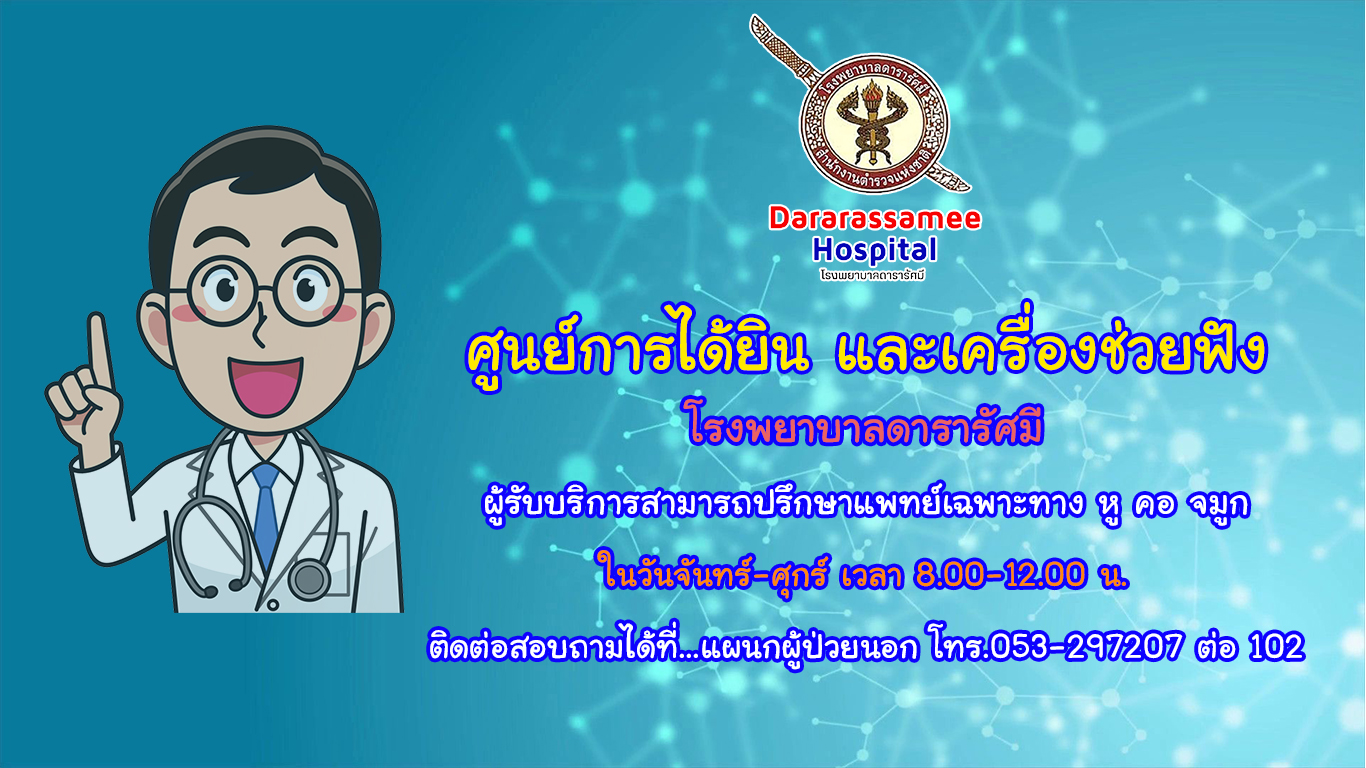 โรงพยาบาลดารารัศมี
สำนักงานตำรวจแห่งชาติ
Dararassamee
Hospital
โรงพยาบาลดารารัศมี
ศูนย์การได้ยิน และเครื่องช่วยฟัง
โรงพยาบาลดารารัศมี
ผู้รับบริการสามารถปรึกษาแพทย์เฉพาะทาง หู คอ จมูก
ในวันจันทร์-ศุกร์ เวลา 8.00-12.00 น.
ติดต่อสอบถามได้ที่...แผนกผู้ป่วยนอก โทร.053-297207 ต่อ 102